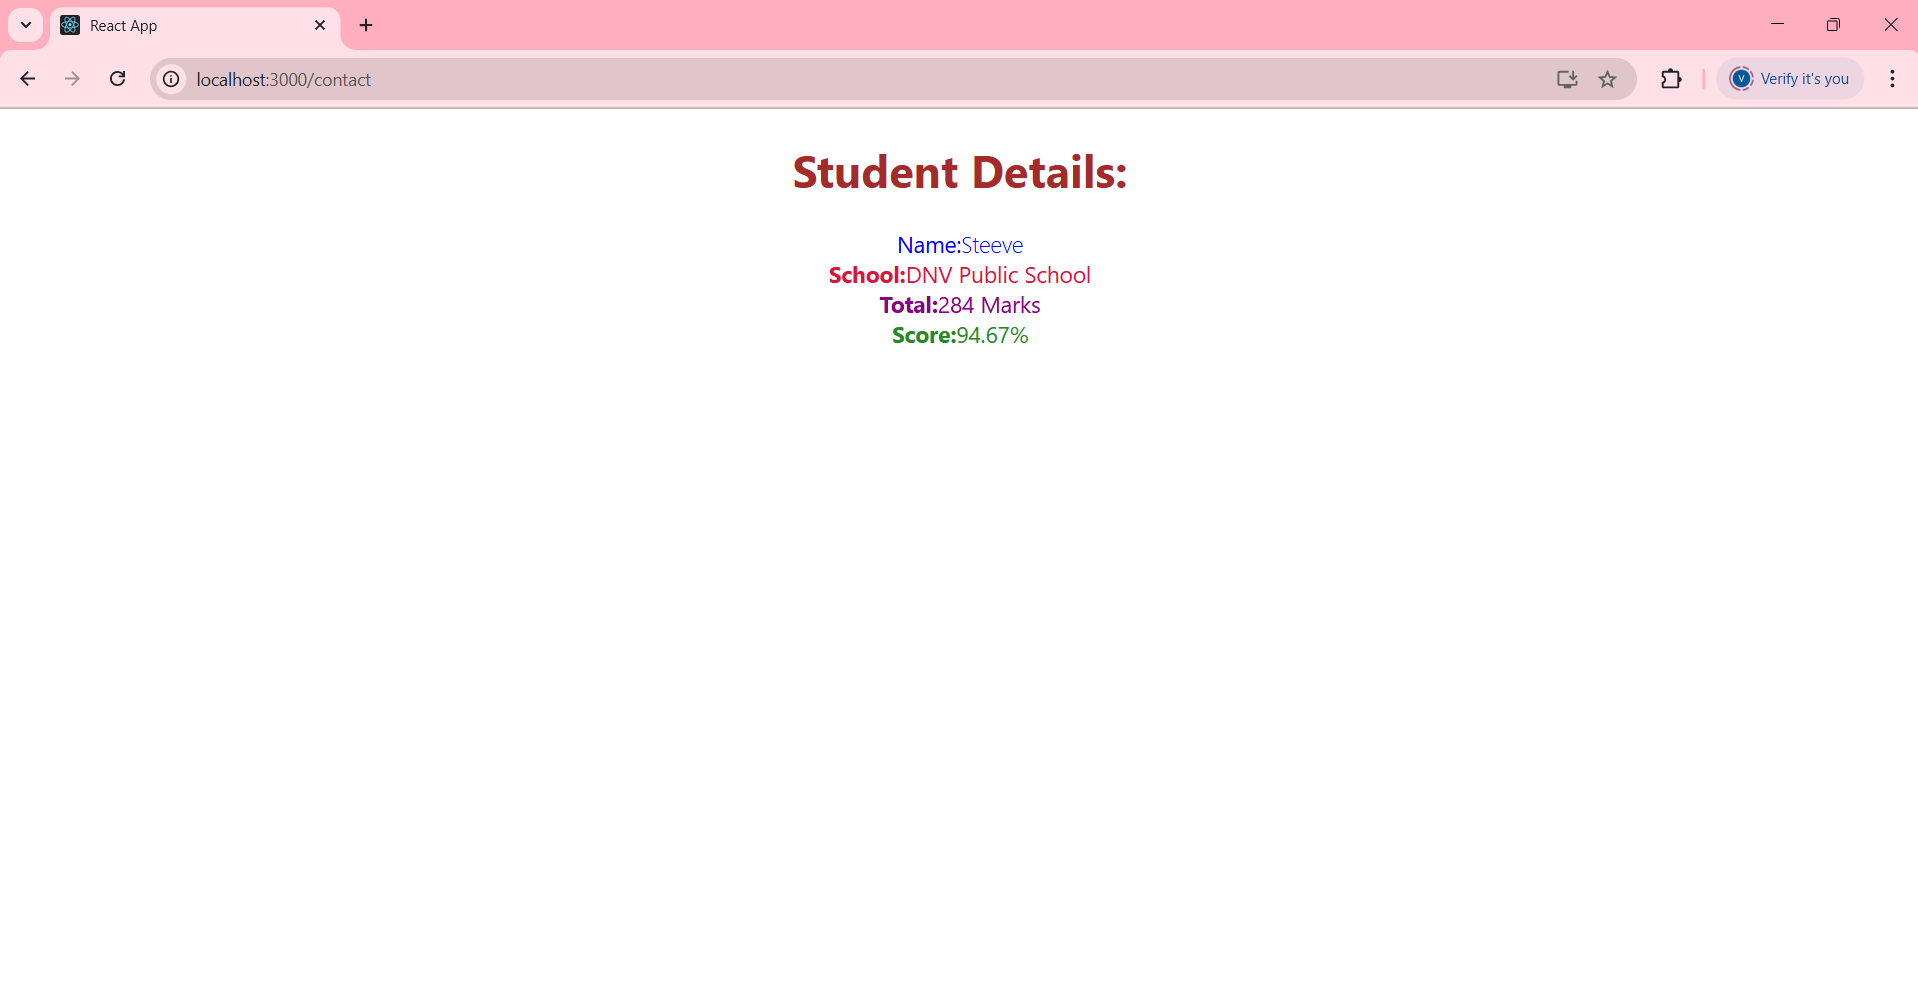 React App
localhost:3000/contact
V Verify it's you
Student Details:
Name:Steeve
School:DNV Public School
Total:284 Marks
Score:94.67%